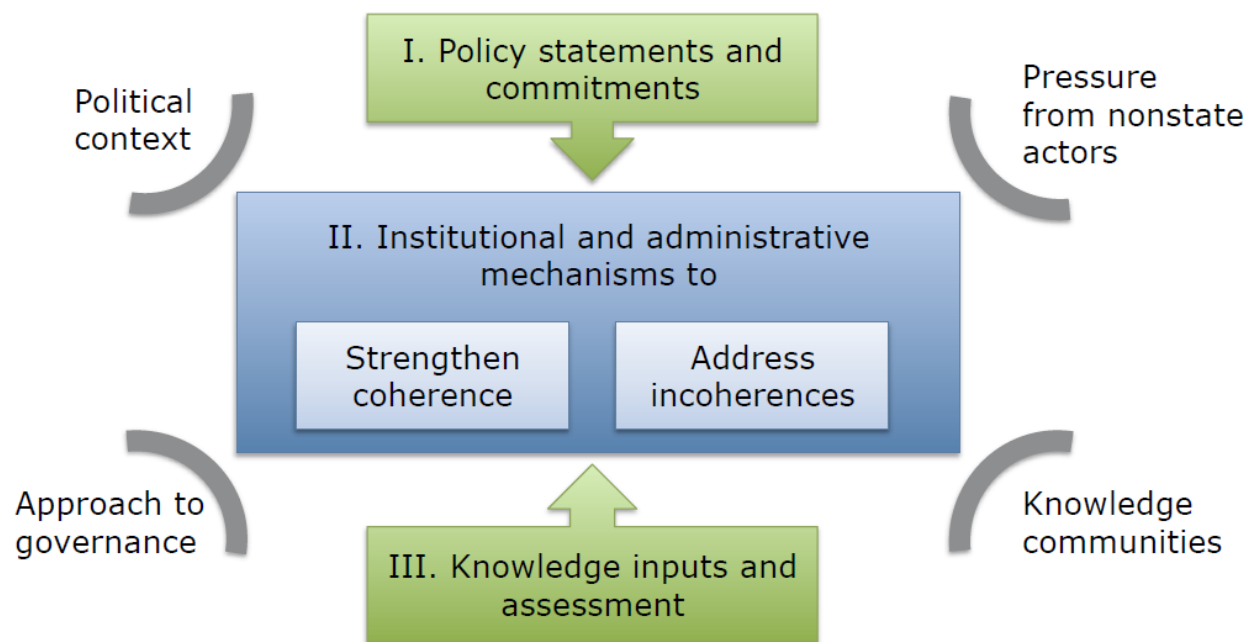 I. Policy statements and
commitments
Political
context
Pressure
from nonstate
actors
II. Institutional and administrative
mechanisms to
Strengthen
coherence
Address
incoherences
Approach to
governance
Knowledge
communities
III. Knowledge inputs and
assessment